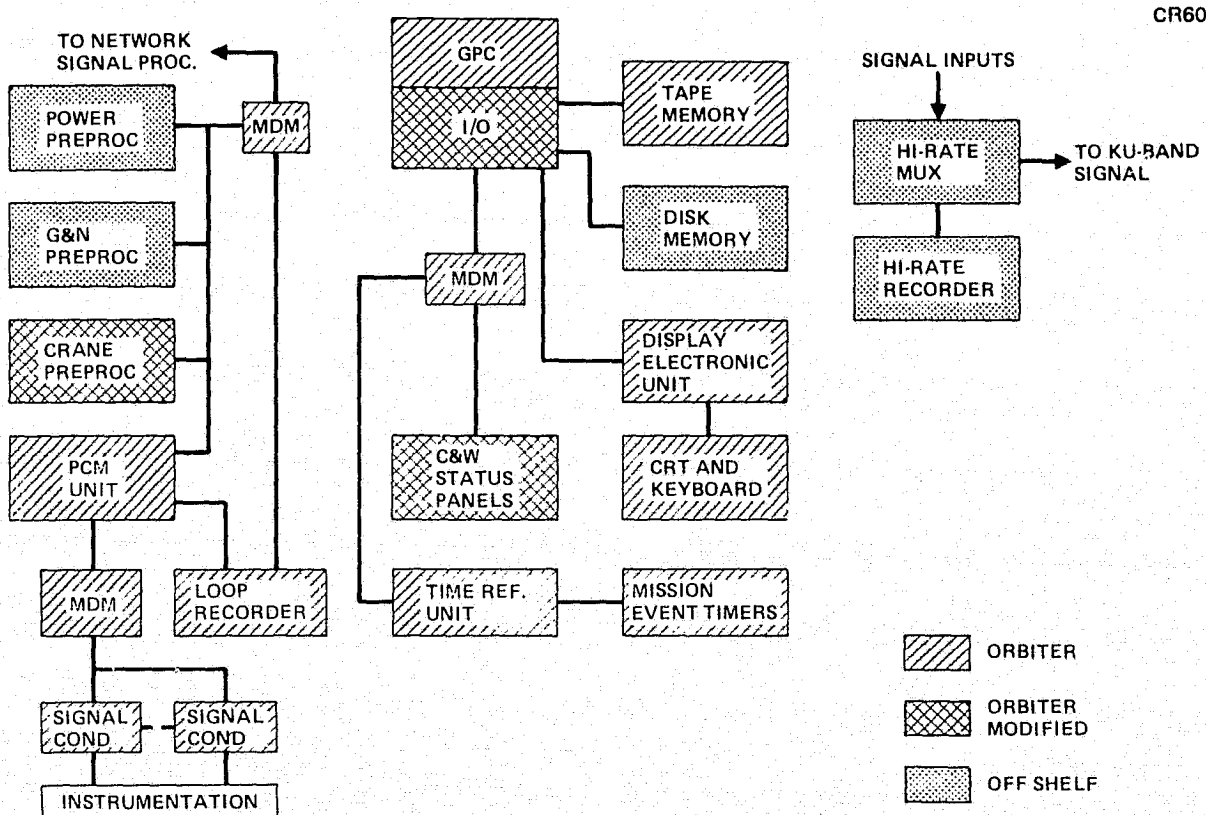 CR60
TO NETWORK
SIGNAL PROC.
POWER
PREPROC
MDM
G&N
PREPROC
CRANE
PREPROC
PCM
UNIT
MDM
LOOP
RECORDER
SIGNAL
COND
SIGNAL
COND
INSTRUMENTATION
GPC
I/O
TAPE
MEMORY
DISK
MEMORY
MDM
DISPLAY
ELECTRONIC
UNIT
C&W
STATUS
PANELS
CRT AND
KEYBOARD
TIME REF.
UNIT
MISSION
EVENT TIMERS
SIGNAL INPUTS
HI-RATE
MUX
TO KU-BAND
SIGNAL
HI-RATE
RECORDER
ORBITER
ORBITER
MODIFIED
OFF SHELF